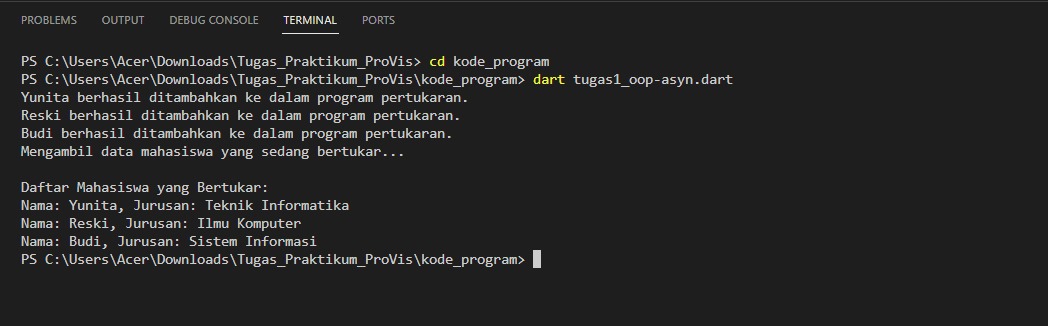 PROBLEMS OUTPUT DEBUG CONSOLE TERMINAL PORTS
PS C:\Users\Acer\Downloads\Tugas_Praktikum_ProVis> cd kode_program
PS C:\Users\Acer\Downloads\Tugas_Praktikum_ProVis\kode_program> dart tugas1_oop-asyn.dart
Yunita berhasil ditambahkan ke dalam program pertukaran.
Reski berhasil ditambahkan ke dalam program pertukaran.
Budi berhasil ditambahkan ke dalam program pertukaran.
Mengambil data mahasiswa yang sedang bertukar...
Daftar Mahasiswa yang Bertukar:
Nama: Yunita, Jurusan: Teknik Informatika
Nama: Reski, Jurusan: Ilmu Komputer
Nama: Budi, Jurusan: Sistem Informasi
PS C:\Users\Acer\Downloads\Tugas_Praktikum_ProVis\kode_program>